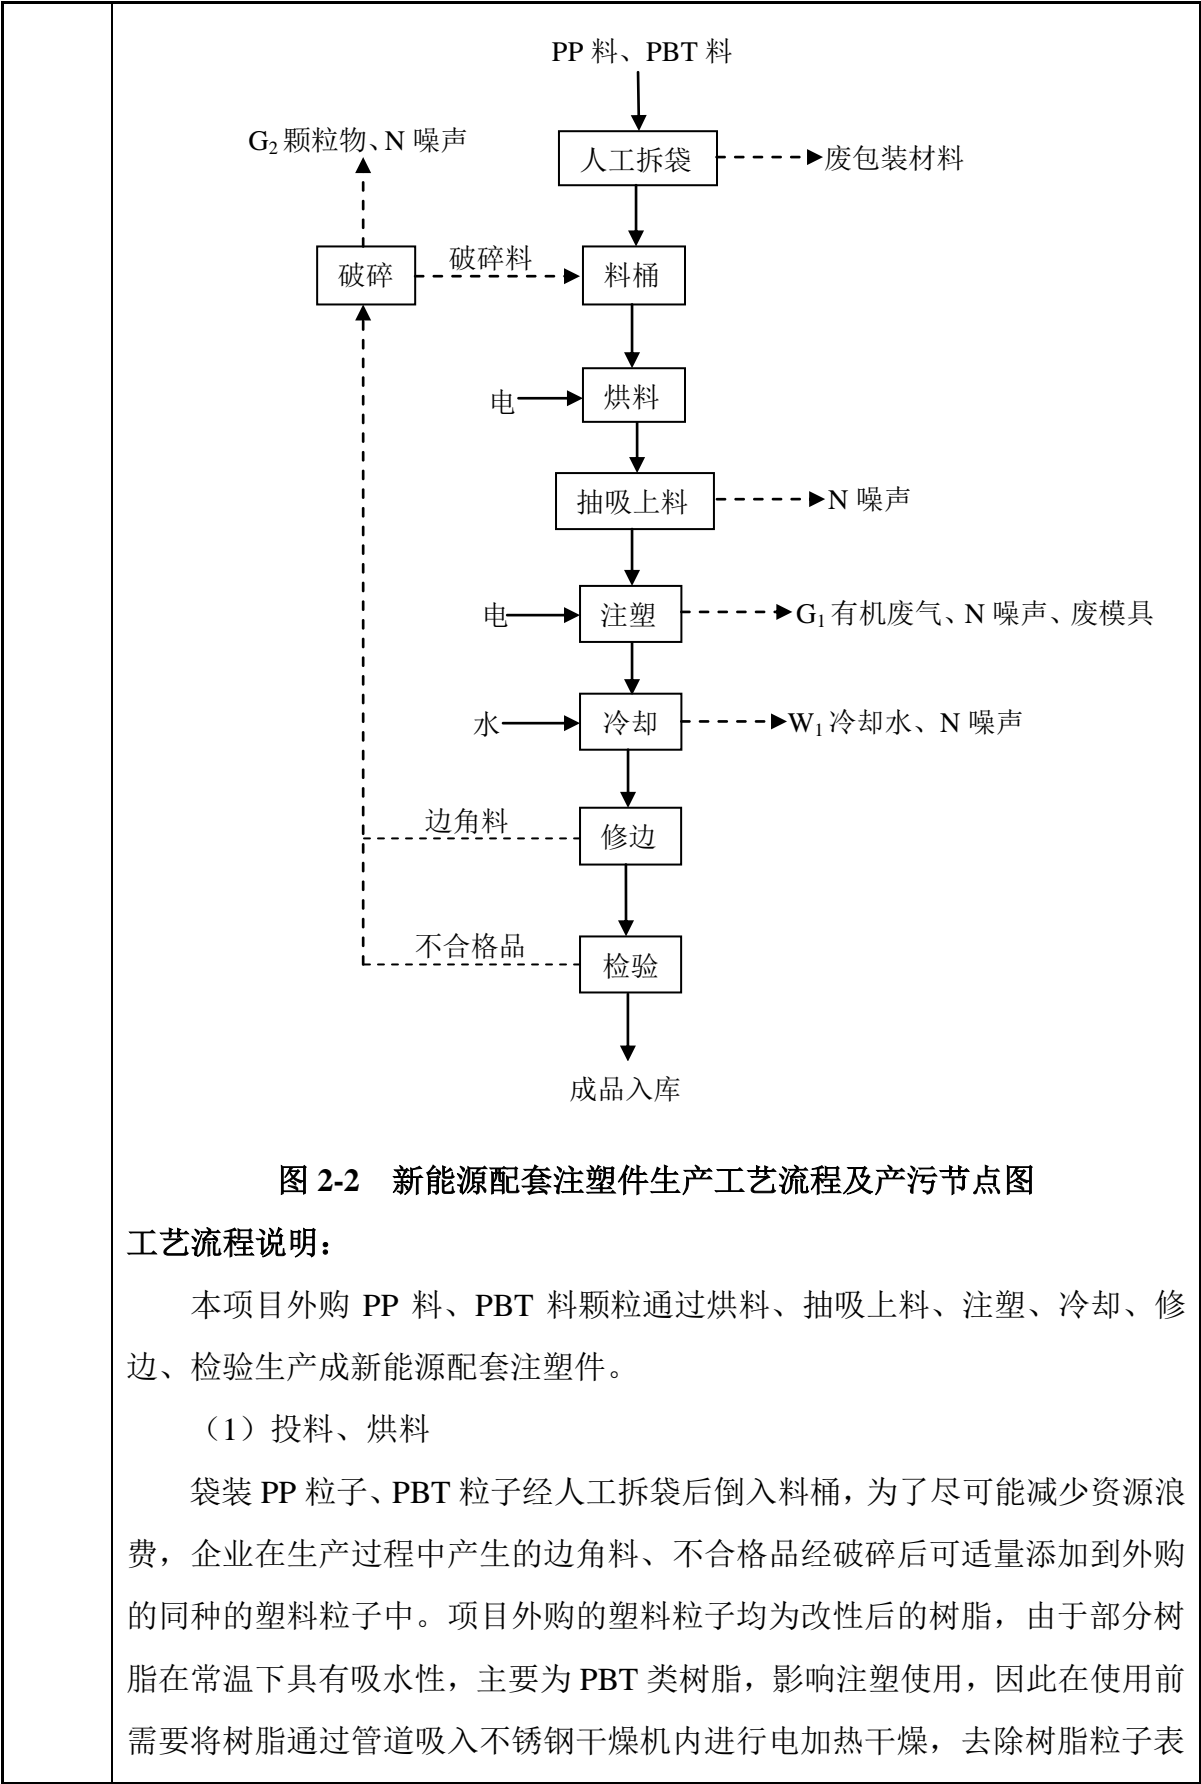 PP 料、PBT 料
G₂ 颗粒物、N 噪声
人工拆袋
废包装材料
破碎
破碎料
料桶
电
烘料
抽吸上料
N 噪声
电
注塑
G₁ 有机废气、N 噪声、废模具
水
冷却
W₁ 冷却水、N 噪声
边角料
修边
不合格品
检验
成品入库
图 2-2 新能源配套注塑件生产工艺流程及产污节点图
工艺流程说明：
本项目外购 PP 料、PBT 料颗粒通过烘料、抽吸上料、注塑、冷却、修
边、检验生产成新能源配套注塑件。
（1）投料、烘料
袋装 PP 粒子、PBT 粒子经人工拆袋后倒入料桶，为了尽可能减少资源浪
费，企业在生产过程中产生的边角料、不合格品经破碎后可适量添加到外购
的同种的塑料粒子中。项目外购的塑料粒子均为改性后的树脂，由于部分树
脂在常温下具有吸水性，主要为 PBT 类树脂，影响注塑使用，因此在使用前
需要将树脂通过管道吸入不锈钢干燥机内进行电加热干燥，去除树脂粒子表